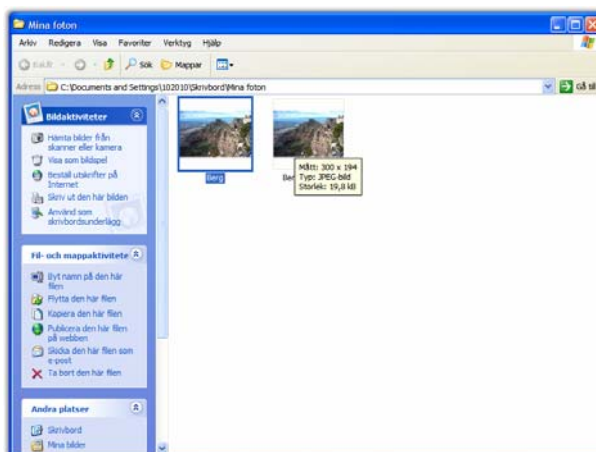 Mina foton
Arkiv Redigera Visa Favoriter Verktyg Hjälp
Sök Mappar
Adress C:\Documents and Settings\102010\Skrivbord\Mina foton Gå till
Bildaktiviteter
Hämta bilder från
skanner eller kamera
Visa som bildspel
Beställ utskrifter på
Internet
Skriv ut den här bilden
Använd som
skrivbordsunderlägg
Fil- och mappaktiviteter
Byt namn på den här
filen
Flytta den här filen
Kopiera den här filen
Publicera den här filen
på webben
Skicka den här filen som
e-post
Ta bort den här filen
Andra platser
Skrivbord
Mina bilder
Berg
Mått: 300 x 194
Typ: JPEG-bild
Storlek: 19,8 kB